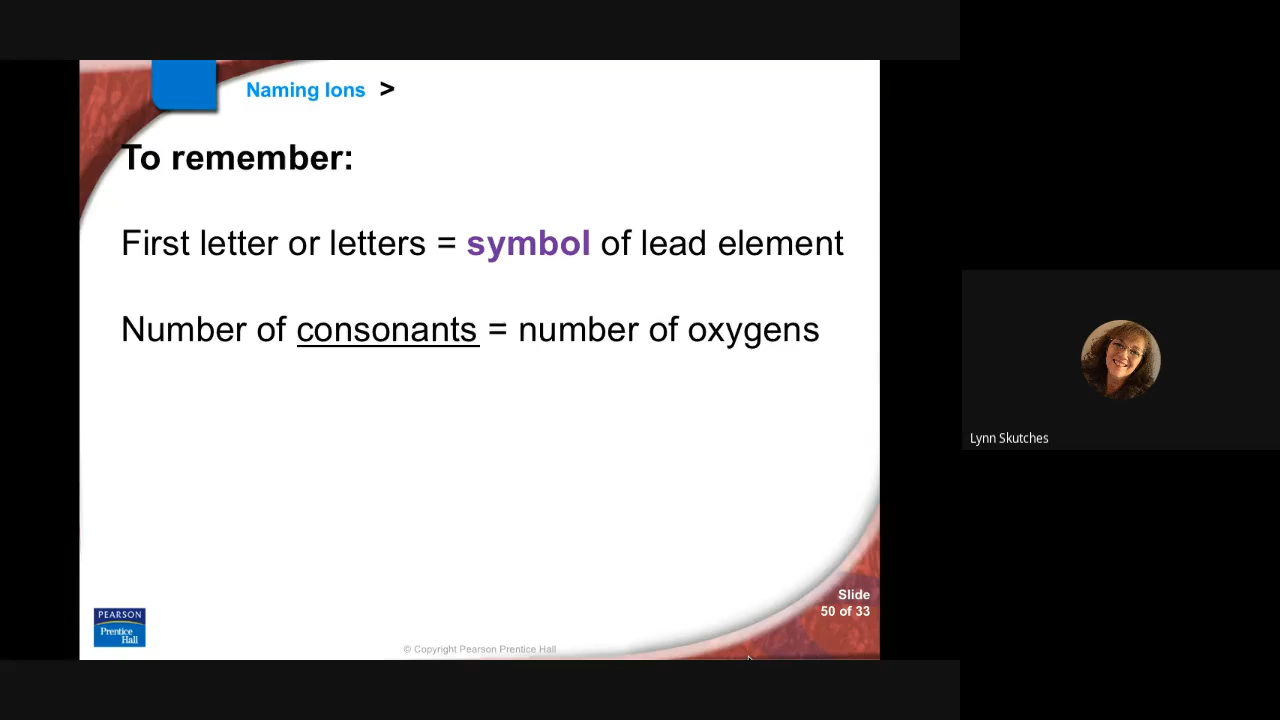 Naming Ions >
To remember:
First letter or letters = symbol of lead element
Number of consonants = number of oxygens
Lynn Skutches
Slide
50 of 33
PEARSON
Prentice
Hall
© Copyright Pearson Prentice Hall